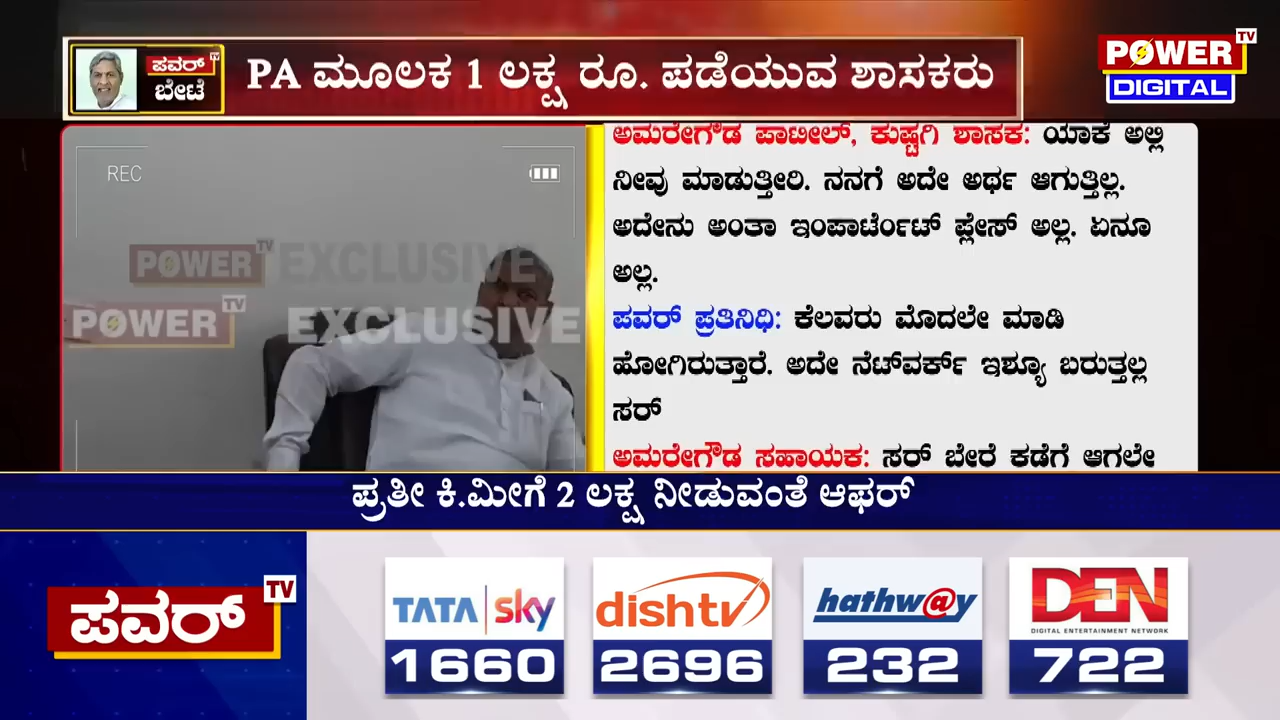 ಪವರ್ TV
ಬೇಟೆ
PA ಮೂಲಕ 1 ಲಕ್ಷ ರೂ. ಪಡೆಯುವ ಶಾಸಕರು
POWER TV
DIGITAL
REC
POWER TV EXCLUSIVE
POWER TV EXCLUSIVE
ಅಮರೇಗೌಡ ಪಾಟೀಲ್, ಕುಷ್ಟಗಿ ಶಾಸಕ: ಯಾಕೆ ಅಲ್ಲಿ
ನೀವು ಮಾಡುತ್ತೀರಿ. ನನಗೆ ಅದೇ ಅರ್ಥ ಆಗುತ್ತಿಲ್ಲ.
ಅದೇನು ಅಂತಾ ಇಂಪಾರ್ಟೆಂಟ್ ಪ್ಲೇಸ್ ಅಲ್ಲ. ಏನೂ
ಅಲ್ಲ.
ಪವರ್ ಪ್ರತಿನಿಧಿ: ಕೆಲವರು ಮೊದಲೇ ಮಾಡಿ
ಹೋಗಿರುತ್ತಾರೆ. ಅದೇ ನೆಟ್‌ವರ್ಕ್ ಇಶ್ಯೂ ಬರುತ್ತಲ್ಲ
ಸರ್
ಅಮರೇಗೌಡ ಸಹಾಯಕ: ಸರ್ ಬೇರೆ ಕಡೆಗೆ ಆಗಲೇ
ಪ್ರತೀ ಕಿ.ಮೀಗೆ 2 ಲಕ್ಷ ನೀಡುವಂತೆ ಆಫರ್
ಪವರ್ TV
TATA sky
1660
dishtv
2696
hathw@y
232
DEN
DIGITAL ENTERTAINMENT NETWORK
722